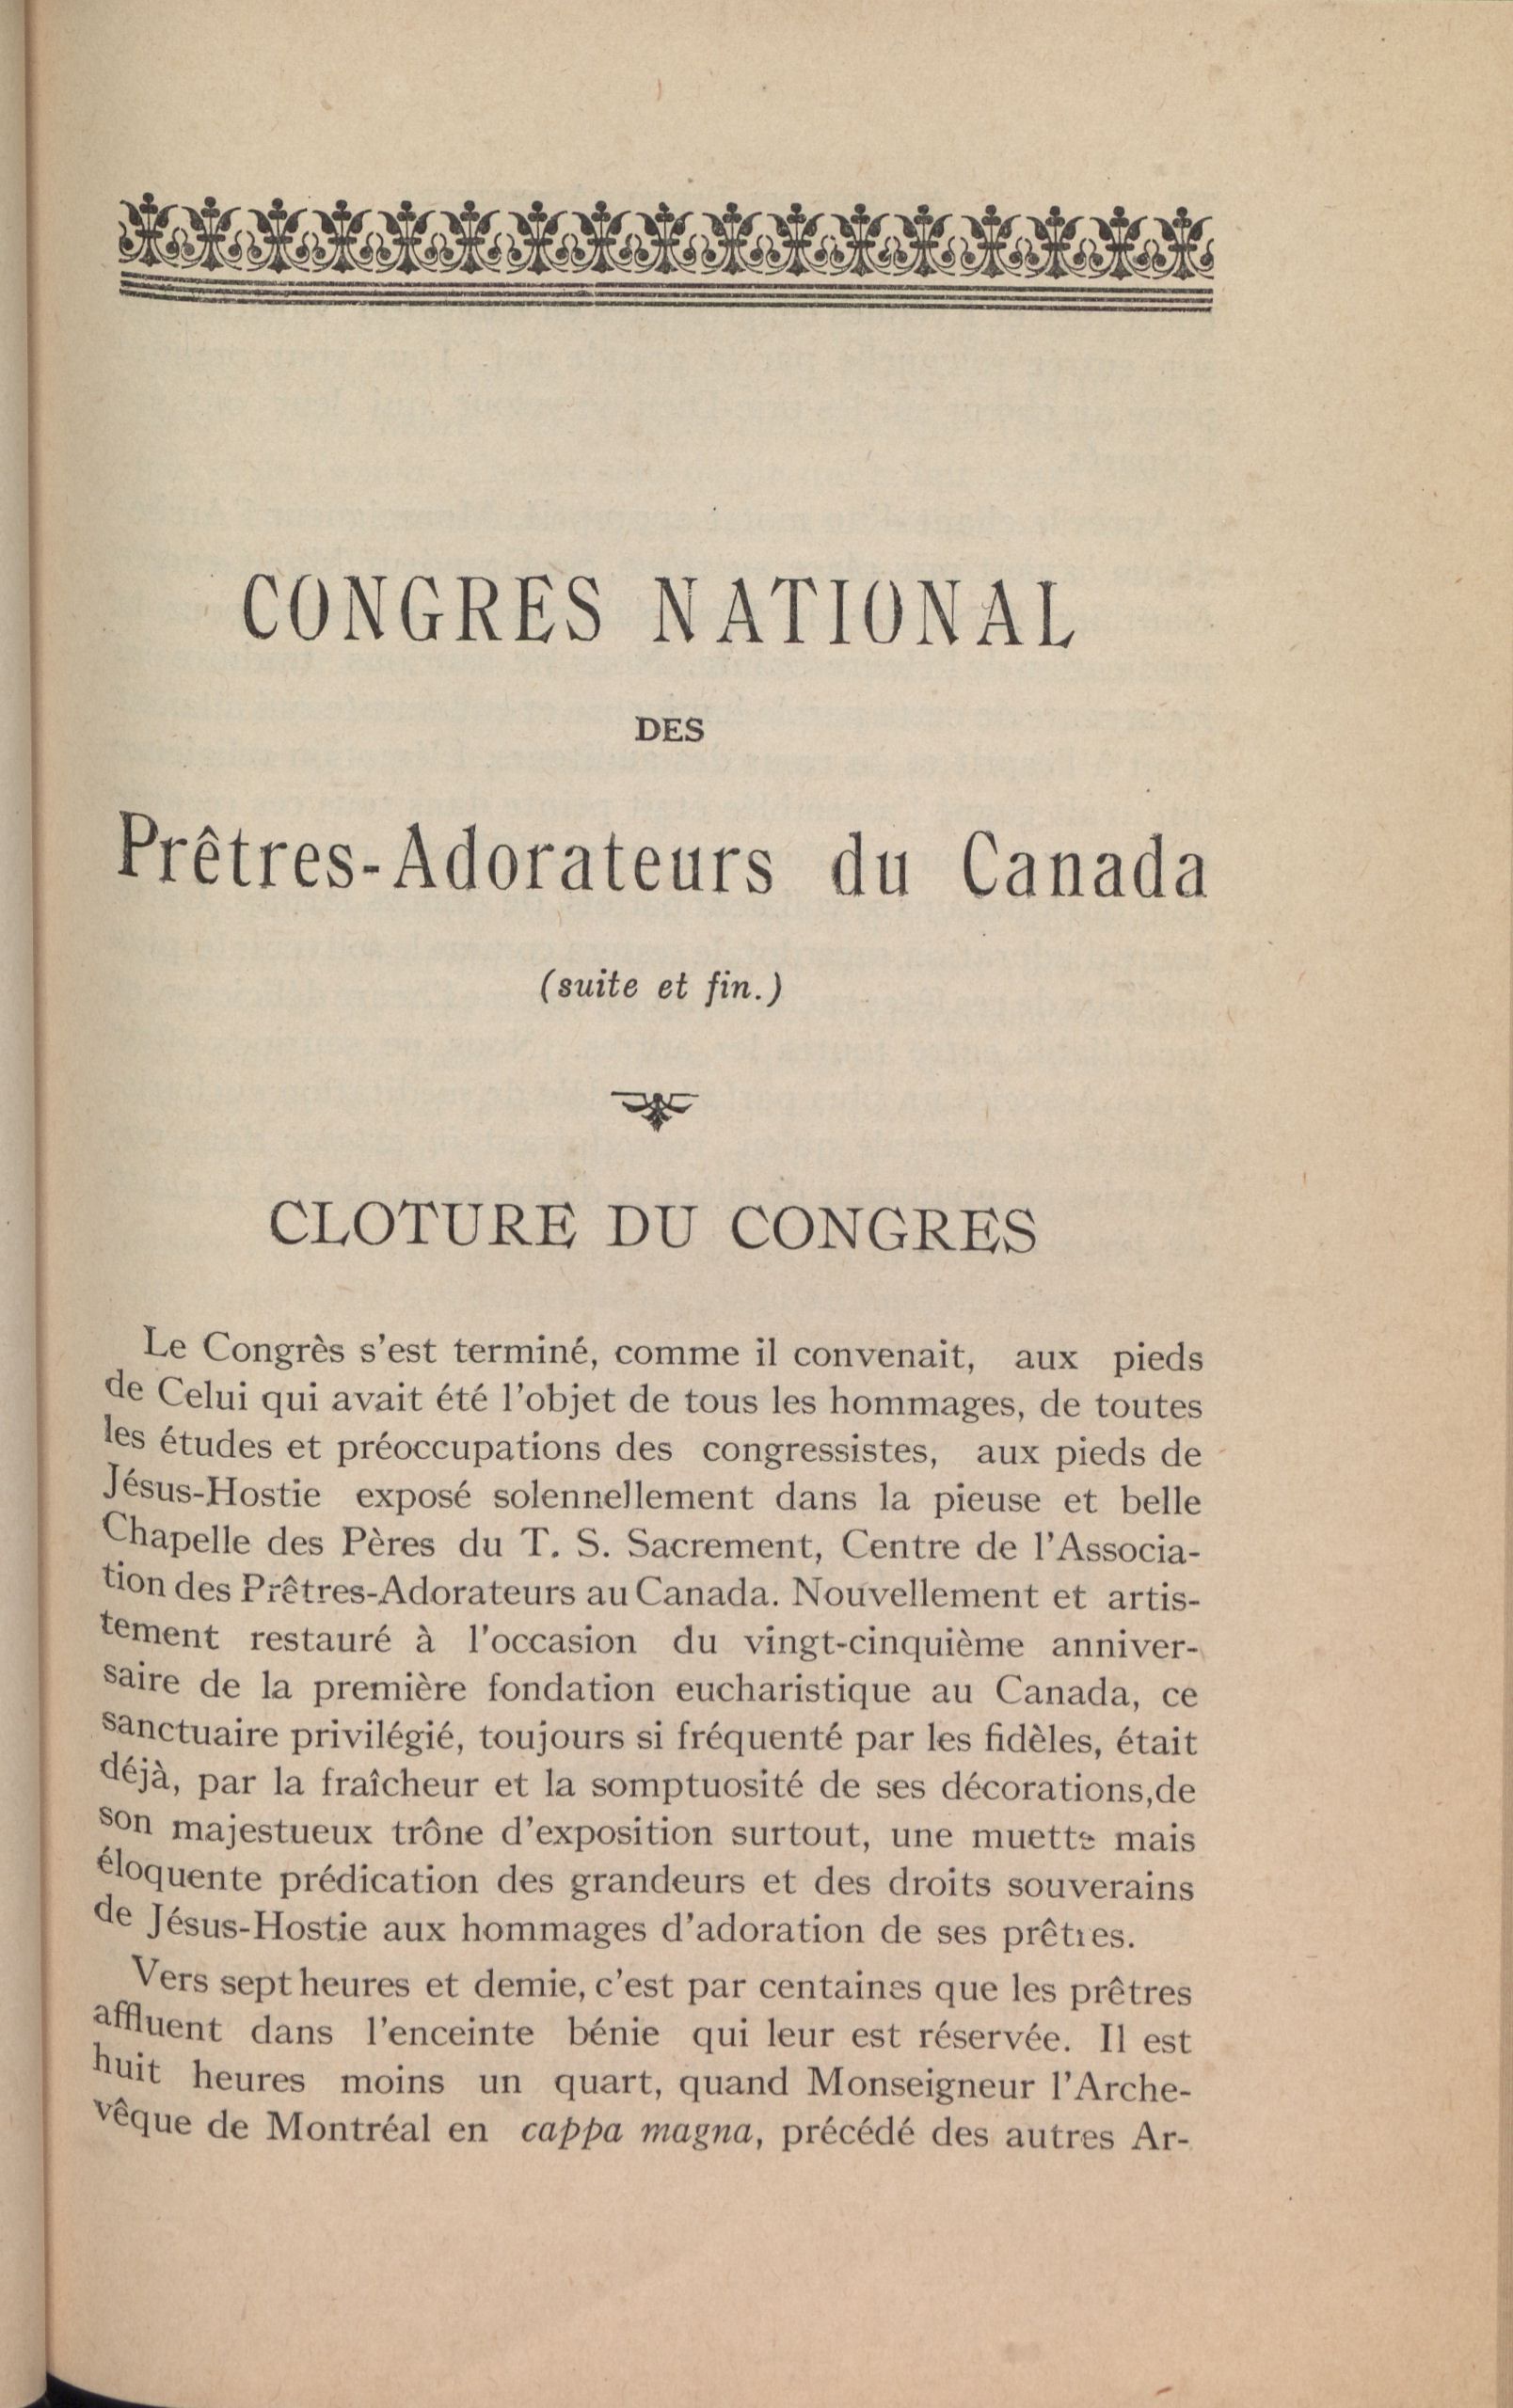 CONGRES NATIONAL
DES
Prêtres-Adorateurs du Canada
(suite et fin.)
CLOTURE DU CONGRES
Le Congrès s'est terminé, comme il convenait, aux pieds
de Celui qui avait été l'objet de tous les hommages, de toutes
les études et préoccupations des congressistes, aux pieds de
Jésus-Hostie exposé solennellement dans la pieuse et belle
Chapelle des Pères du T. S. Sacrement, Centre de l'Associa-
tion des Prêtres-Adorateurs au Canada. Nouvellement et artis-
tement restauré à l'occasion du vingt-cinquième anniver-
saire de la première fondation eucharistique au Canada, ce
sanctuaire privilégié, toujours si fréquenté par les fidèles, était
déjà, par la fraîcheur et la somptuosité de ses décorations,de
son majestueux trône d'exposition surtout, une muette mais
éloquente prédication des grandeurs et des droits souverains
de Jésus-Hostie aux hommages d'adoration de ses prêtres.
Vers sept heures et demie, c'est par centaines que les prêtres
affluent dans l'enceinte bénie qui leur est réservée. Il est
huit heures moins un quart, quand Monseigneur l'Arche-
vêque de Montréal en cappa magna, précédé des autres Ar-